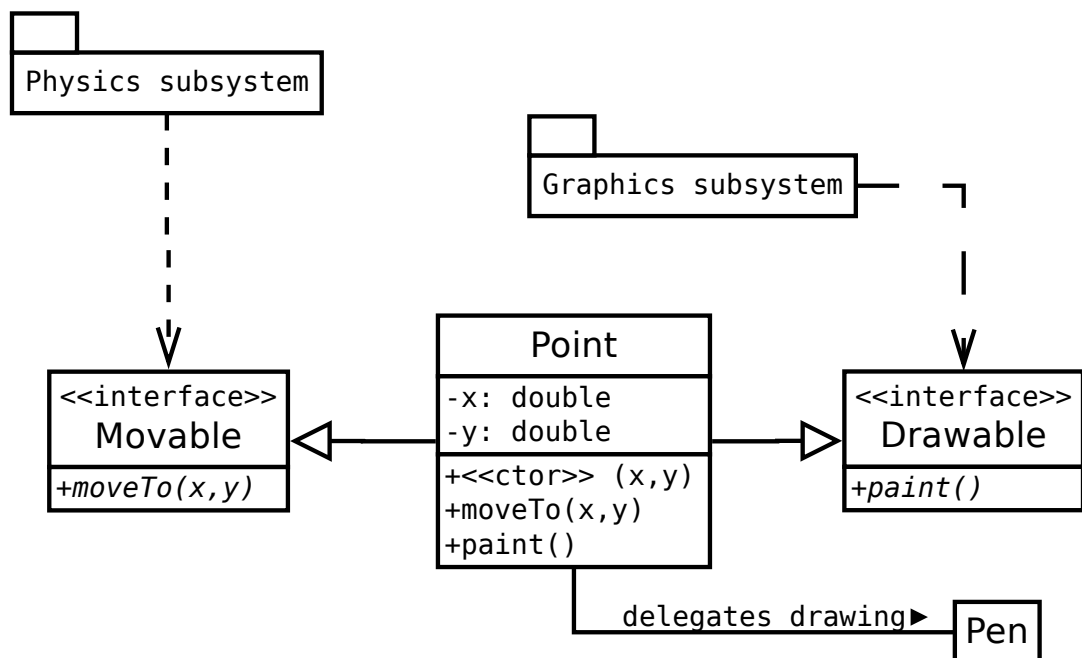 Physics subsystem
Graphics subsystem
<<interface>>
Movable
+moveTo(x,y)
Point
-x: double
-y: double
+<<ctor>> (x,y)
+moveTo(x,y)
+paint()
<<interface>>
Drawable
+paint()
delegates drawing►
Pen